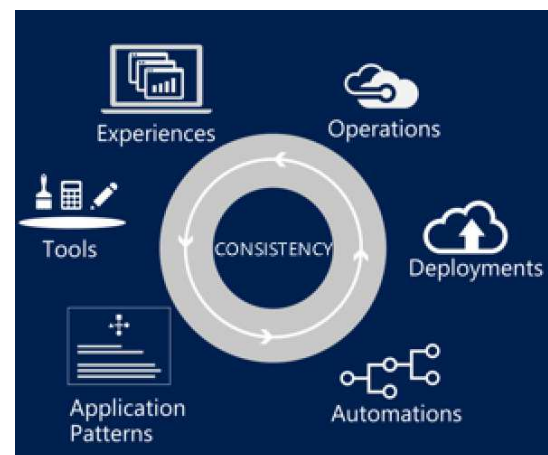 Experiences
Operations
Tools
CONSISTENCY
Deployments
Application
Patterns
Automations